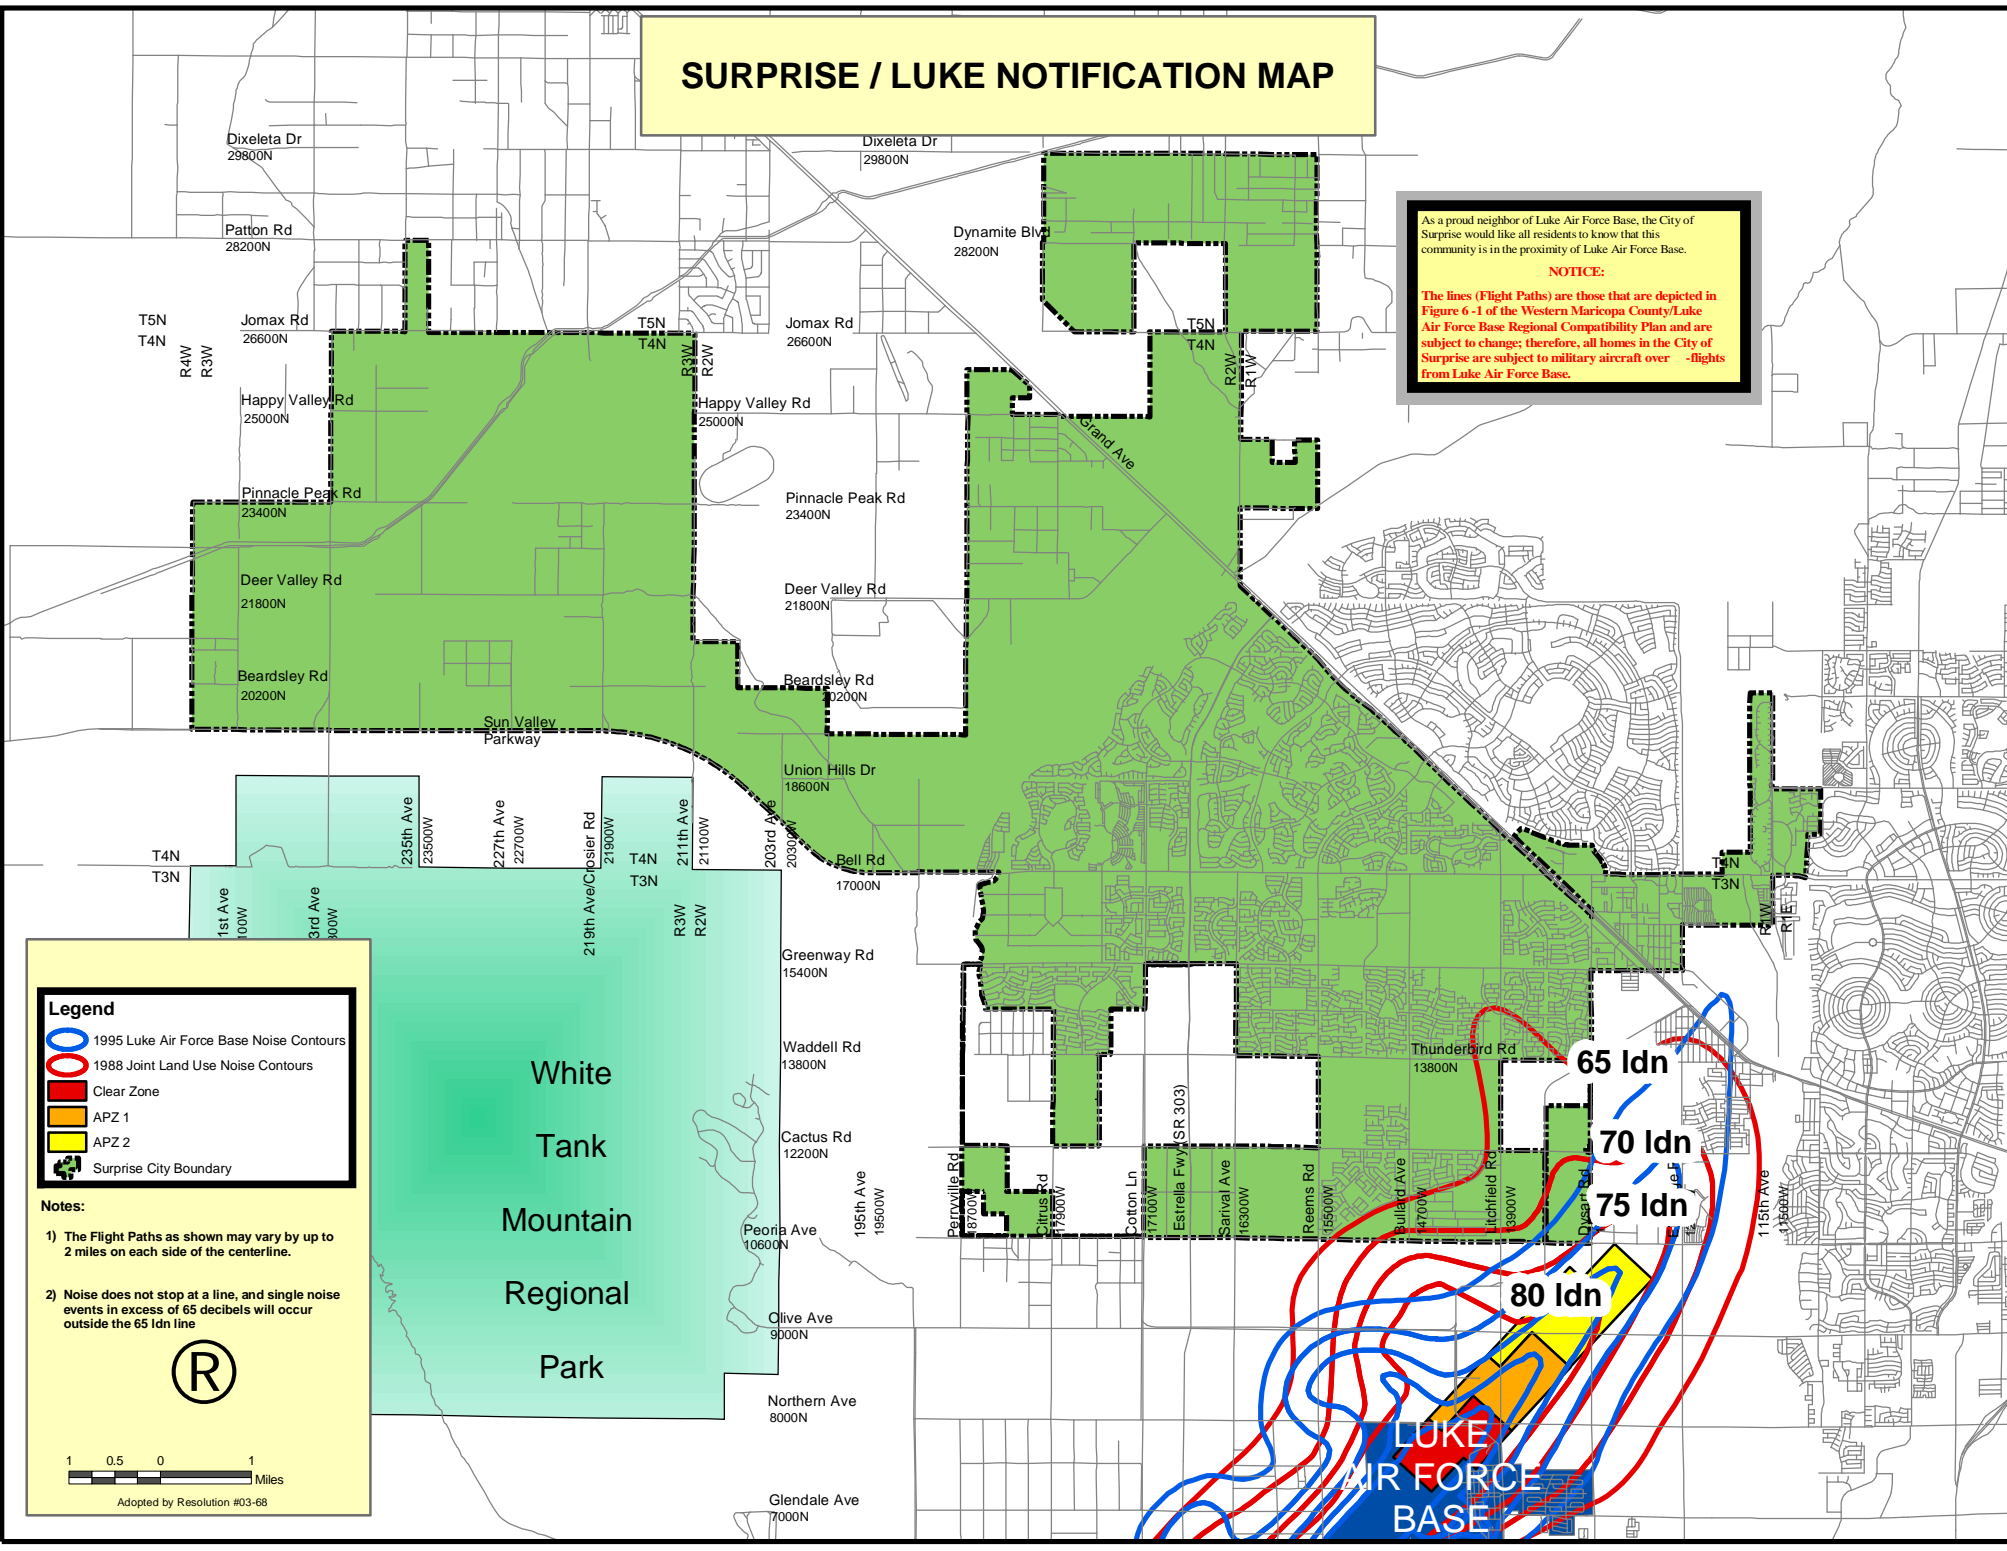 SURPRISE / LUKE NOTIFICATION MAP
Dixeleta Dr
29800N
Dixeleta Dr
29800N
Patton Rd
28200N
Dynamite Blvd
28200N
As a proud neighbor of Luke Air Force Base, the City of
Surprise would like all residents to know that this
community is in the proximity of Luke Air Force Base.
NOTICE:
The lines (Flight Paths) are those that are depicted in
Figure 6 -1 of the Western Maricopa County/Luke
Air Force Base Regional Compatibility Plan and are
subject to change; therefore, all homes in the City of
Surprise are subject to military aircraft over -flights
from Luke Air Force Base.
T5N
T4N
R4W
R3W
Jomax Rd
26600N
T5N
T4N
R3W
R2W
Jomax Rd
26600N
T5N
T4N
R2W
R1W
Happy Valley Rd
25000N
Happy Valley Rd
25000N
Grand Ave
Pinnacle Peak Rd
23400N
Pinnacle Peak Rd
23400N
Deer Valley Rd
21800N
Deer Valley Rd
21800N
Beardsley Rd
20200N
Beardsley Rd
20200N
Sun Valley
Parkway
Union Hills Dr
18600N
235th Ave
23500W
227th Ave
22700W
219th Ave/Crosier Rd
21900W
211th Ave
21100W
203rd Ave
20300W
T4N
T3N
T4N
T3N
Bell Rd
17000N
T4N
T3N
R1W
R1E
1st Ave
100W
3rd Ave
300W
R3W
R2W
Greenway Rd
15400N
Waddell Rd
13800N
Thunderbird Rd
13800N
Cactus Rd
12200N
Peoria Ave
10600N
Olive Ave
9000N
Northern Ave
8000N
Glendale Ave
7000N
195th Ave
19500W
Perryville Rd
18700W
Citrus Rd
17900W
Cotton Ln
17100W
Estrella Fwy (SR 303)
Sarival Ave
16300W
Reems Rd
15500W
Bullard Ave
14700W
Litchfield Rd
13900W
Dysart Rd
115th Ave
11500W
65 ldn
70 ldn
75 ldn
80 ldn
White
Tank
Mountain
Regional
Park
LUKE
AIR FORCE
BASE
Legend
1995 Luke Air Force Base Noise Contours
1988 Joint Land Use Noise Contours
Clear Zone
APZ 1
APZ 2
Surprise City Boundary
Notes:
1) The Flight Paths as shown may vary by up to
2 miles on each side of the centerline.
2) Noise does not stop at a line, and single noise
events in excess of 65 decibels will occur
outside the 65 ldn line
®
1 0.5 0 1
Miles
Adopted by Resolution #03-68